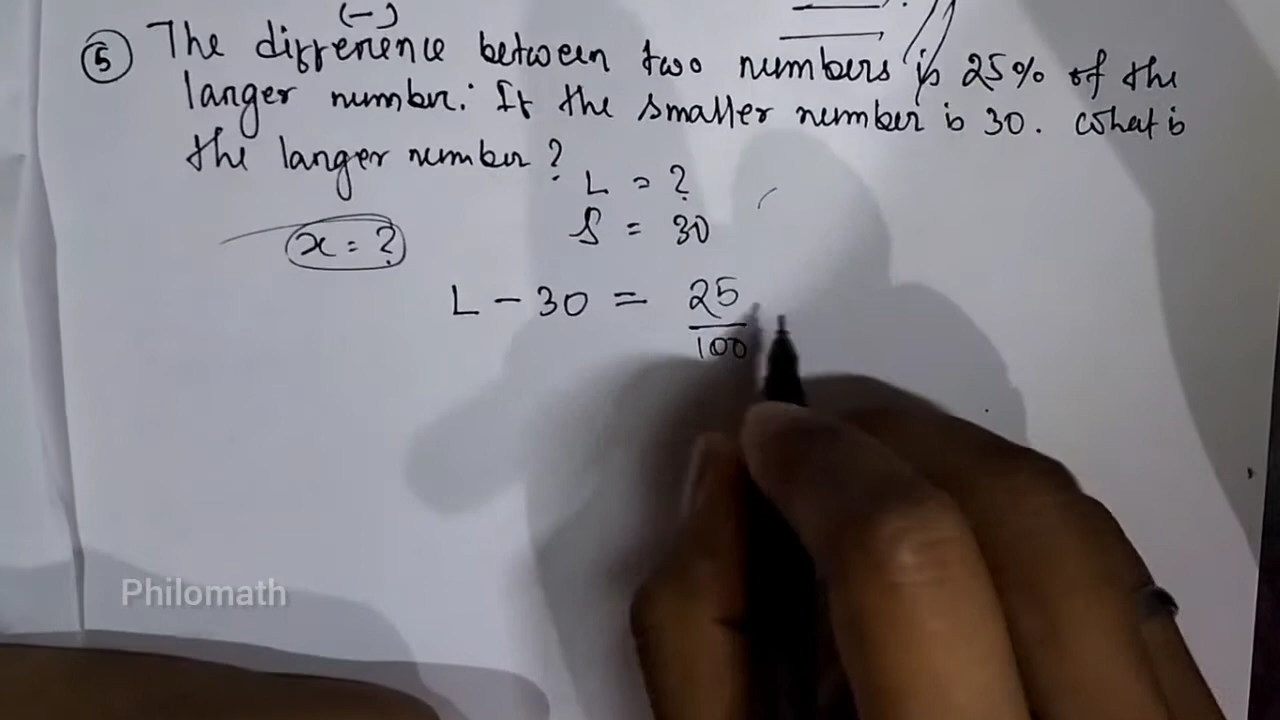 (-)
5 The difference between two numbers is 25% of the
larger number. If the smaller number is 30. What is
the larger number?
L = ?
S = 30
x = ?
L - 30 = 25/100
Philomath